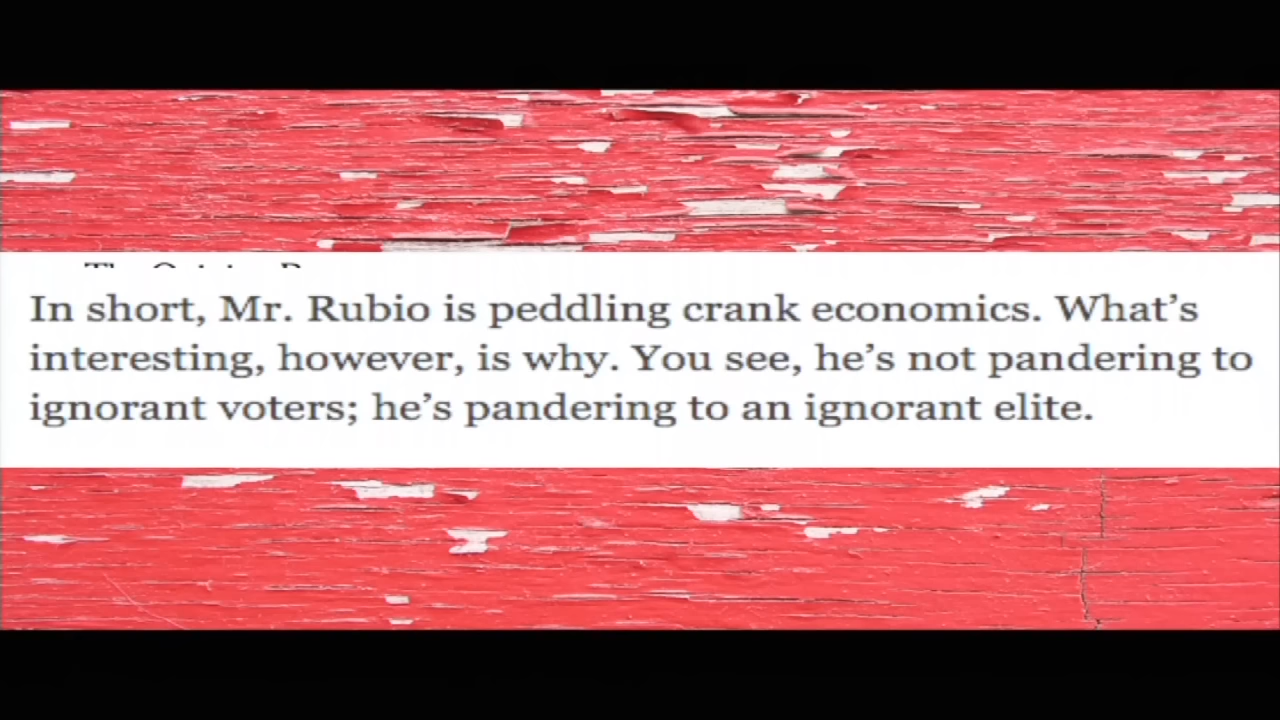 In short, Mr. Rubio is peddling crank economics. What's
interesting, however, is why. You see, he's not pandering to
ignorant voters; he's pandering to an ignorant elite.